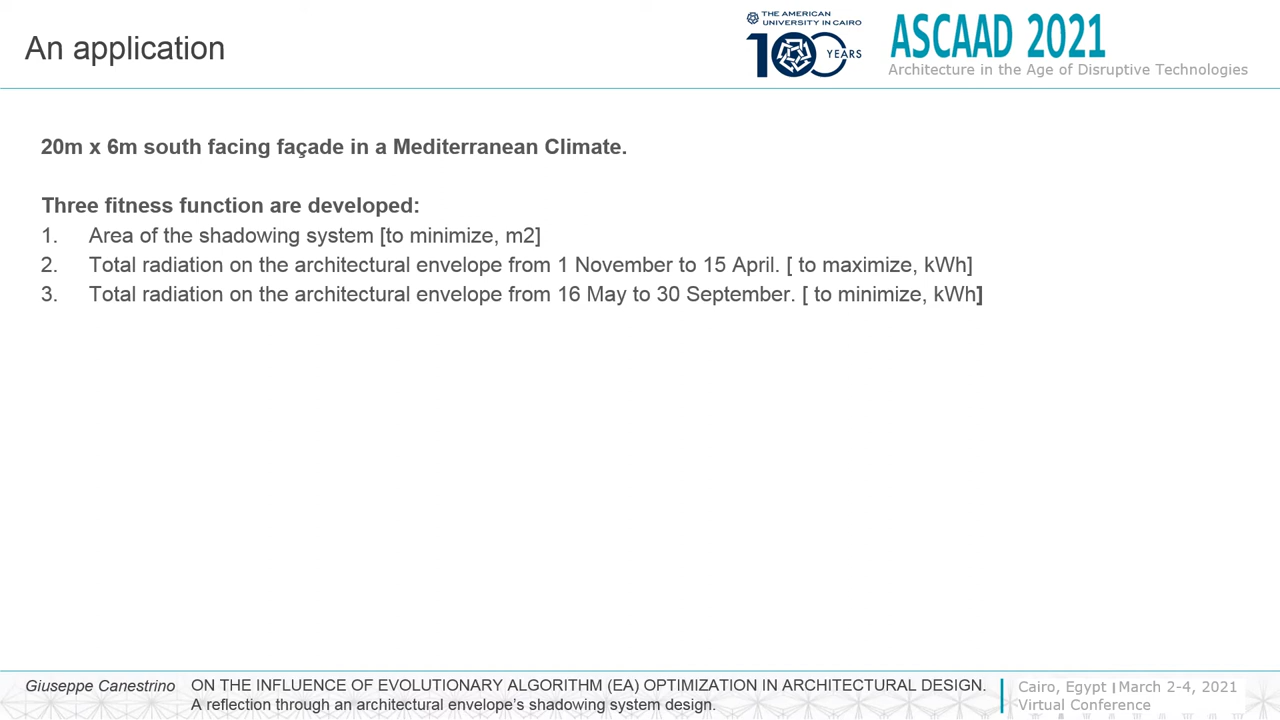 An application
THE AMERICAN
UNIVERSITY IN CAIRO
100 YEARS
ASCAAD 2021
Architecture in the Age of Disruptive Technologies
20m x 6m south facing façade in a Mediterranean Climate.
Three fitness function are developed:
1. Area of the shadowing system [to minimize, m2]
2. Total radiation on the architectural envelope from 1 November to 15 April. [ to maximize, kWh]
3. Total radiation on the architectural envelope from 16 May to 30 September. [ to minimize, kWh]
Giuseppe Canestrino
ON THE INFLUENCE OF EVOLUTIONARY ALGORITHM (EA) OPTIMIZATION IN ARCHITECTURAL DESIGN.
A reflection through an architectural envelope's shadowing system design.
Cairo, Egypt | March 2-4, 2021
Virtual Conference